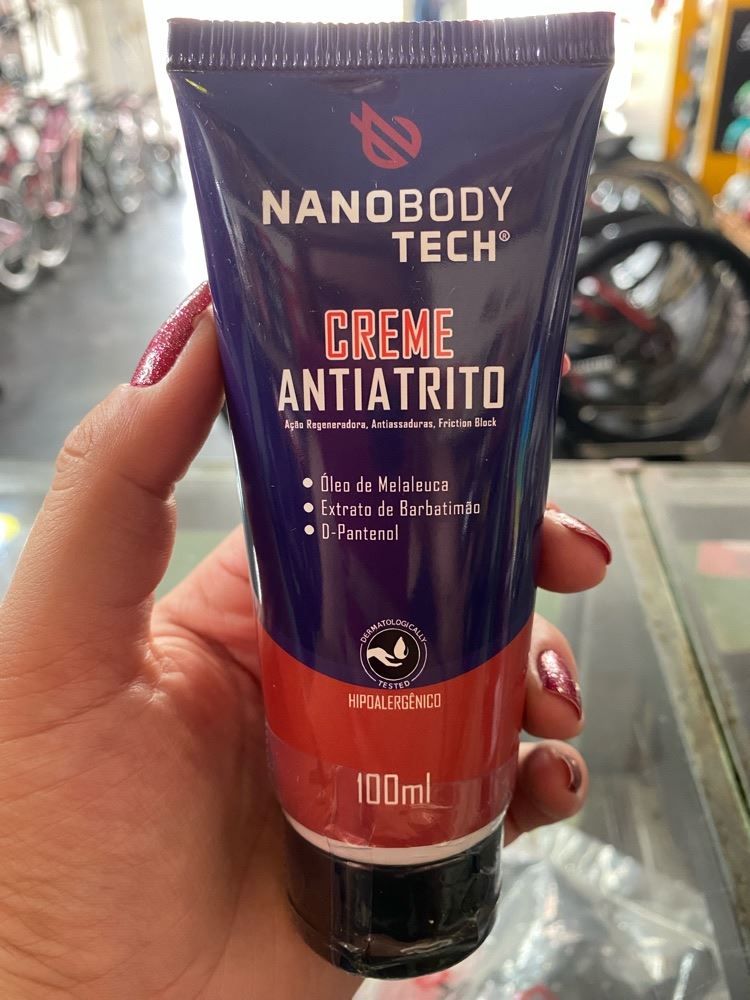 NANOBODY
TECH®
CREME
ANTIATRITO
Ação Regeneradora, Antiassaduras, Friction Block
• Óleo de Melaleuca
• Extrato de Barbatimão
• D-Pantenol
DERMATOLOGICALLY
TESTED
HIPOALERGÊNICO
100ml